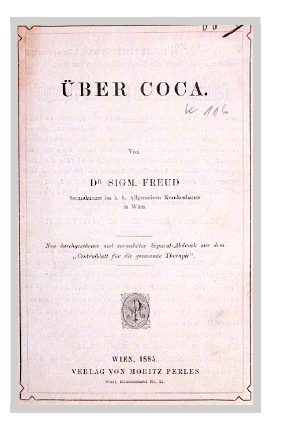 ÜBER COCA.
Von
Dʀ SIGM. FREUD
Secundararzt im k. k. Allgemeinen Krankenhause
in Wien
Neu durchgesehener und vermehrter Separat-Abdruck aus dem
„Centralblatt für die gesammte Therapie".
WIEN, 1885.
VERLAG VON MORITZ PERLES